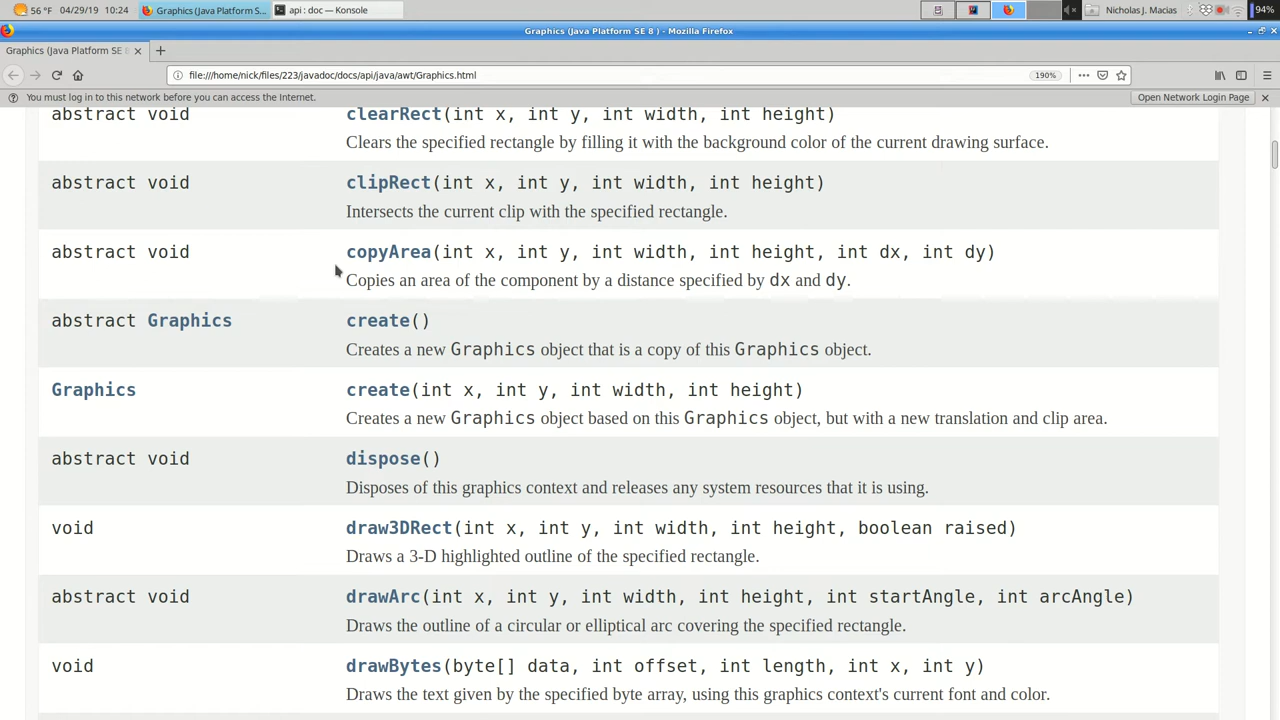 56 °F 04/29/19 10:24 Graphics (Java Platform S... api : doc — Konsole Nicholas J. Macias 94%
Graphics (Java Platform SE 8 ) - Mozilla Firefox
Graphics (Java Platform SE 8
file:///home/nick/files/223/javadoc/docs/api/java/awt/Graphics.html 190%
You must log in to this network before you can access the Internet. Open Network Login Page
abstract void clearRect(int x, int y, int width, int height)
Clears the specified rectangle by filling it with the background color of the current drawing surface.
abstract void clipRect(int x, int y, int width, int height)
Intersects the current clip with the specified rectangle.
abstract void copyArea(int x, int y, int width, int height, int dx, int dy)
Copies an area of the component by a distance specified by dx and dy.
abstract Graphics create()
Creates a new Graphics object that is a copy of this Graphics object.
Graphics create(int x, int y, int width, int height)
Creates a new Graphics object based on this Graphics object, but with a new translation and clip area.
abstract void dispose()
Disposes of this graphics context and releases any system resources that it is using.
void draw3DRect(int x, int y, int width, int height, boolean raised)
Draws a 3-D highlighted outline of the specified rectangle.
abstract void drawArc(int x, int y, int width, int height, int startAngle, int arcAngle)
Draws the outline of a circular or elliptical arc covering the specified rectangle.
void drawBytes(byte[] data, int offset, int length, int x, int y)
Draws the text given by the specified byte array, using this graphics context's current font and color.